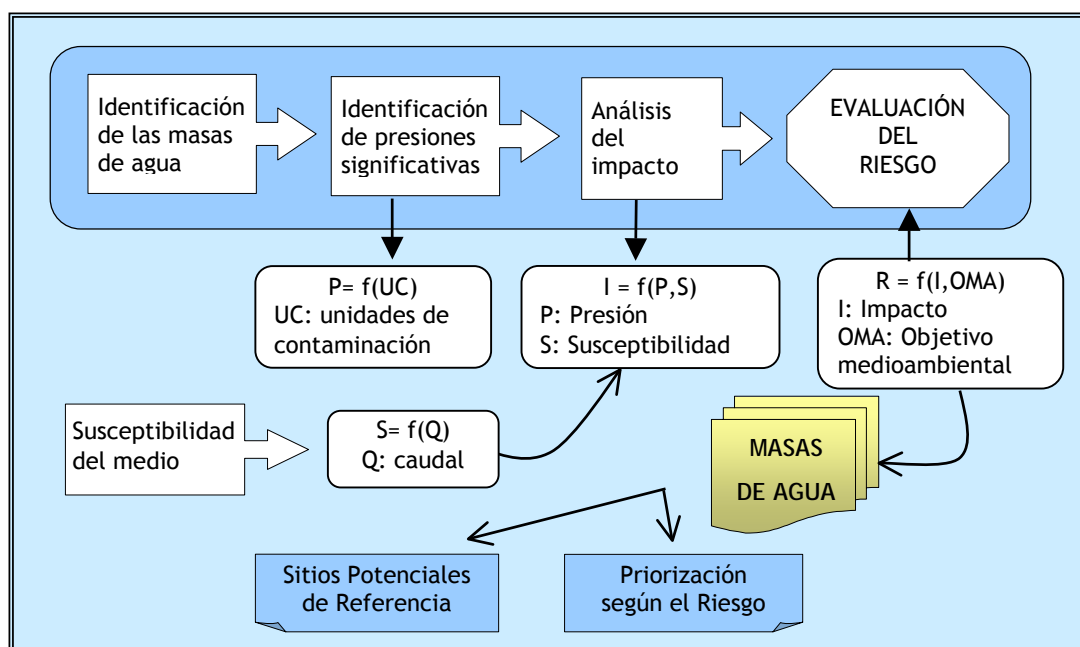 Identificación
de las masas
de agua
Identificación
de presiones
significativas
Análisis
del
impacto
EVALUACIÓN
DEL
RIESGO
P= f(UC)
UC: unidades de
contaminación
I = f(P,S)
P: Presión
S: Susceptibilidad
R = f(I,OMA)
I: Impacto
OMA: Objetivo
medioambiental
Susceptibilidad
del medio
S= f(Q)
Q: caudal
MASAS
DE AGUA
Sitios Potenciales
de Referencia
Priorización
según el Riesgo